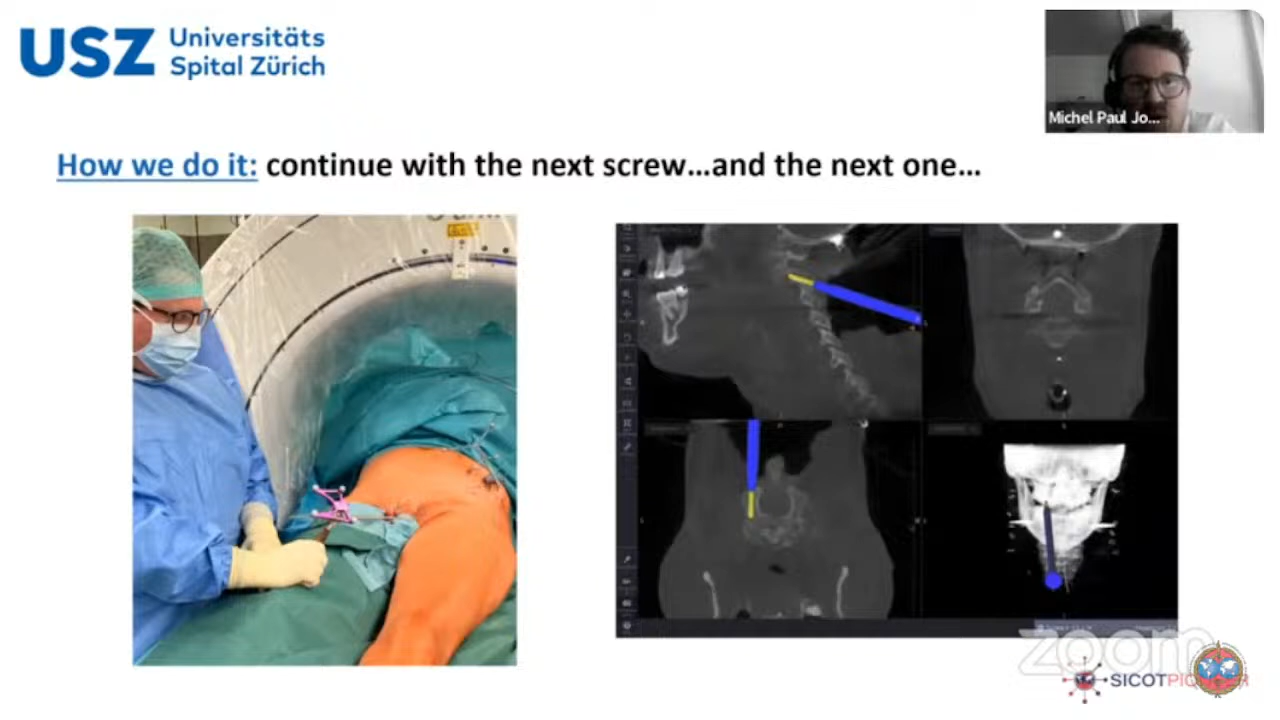 USZ Universitäts
Spital Zürich
Michel Paul Jo...
How we do it: continue with the next screw...and the next one...
zoom
SICOTPIONEER